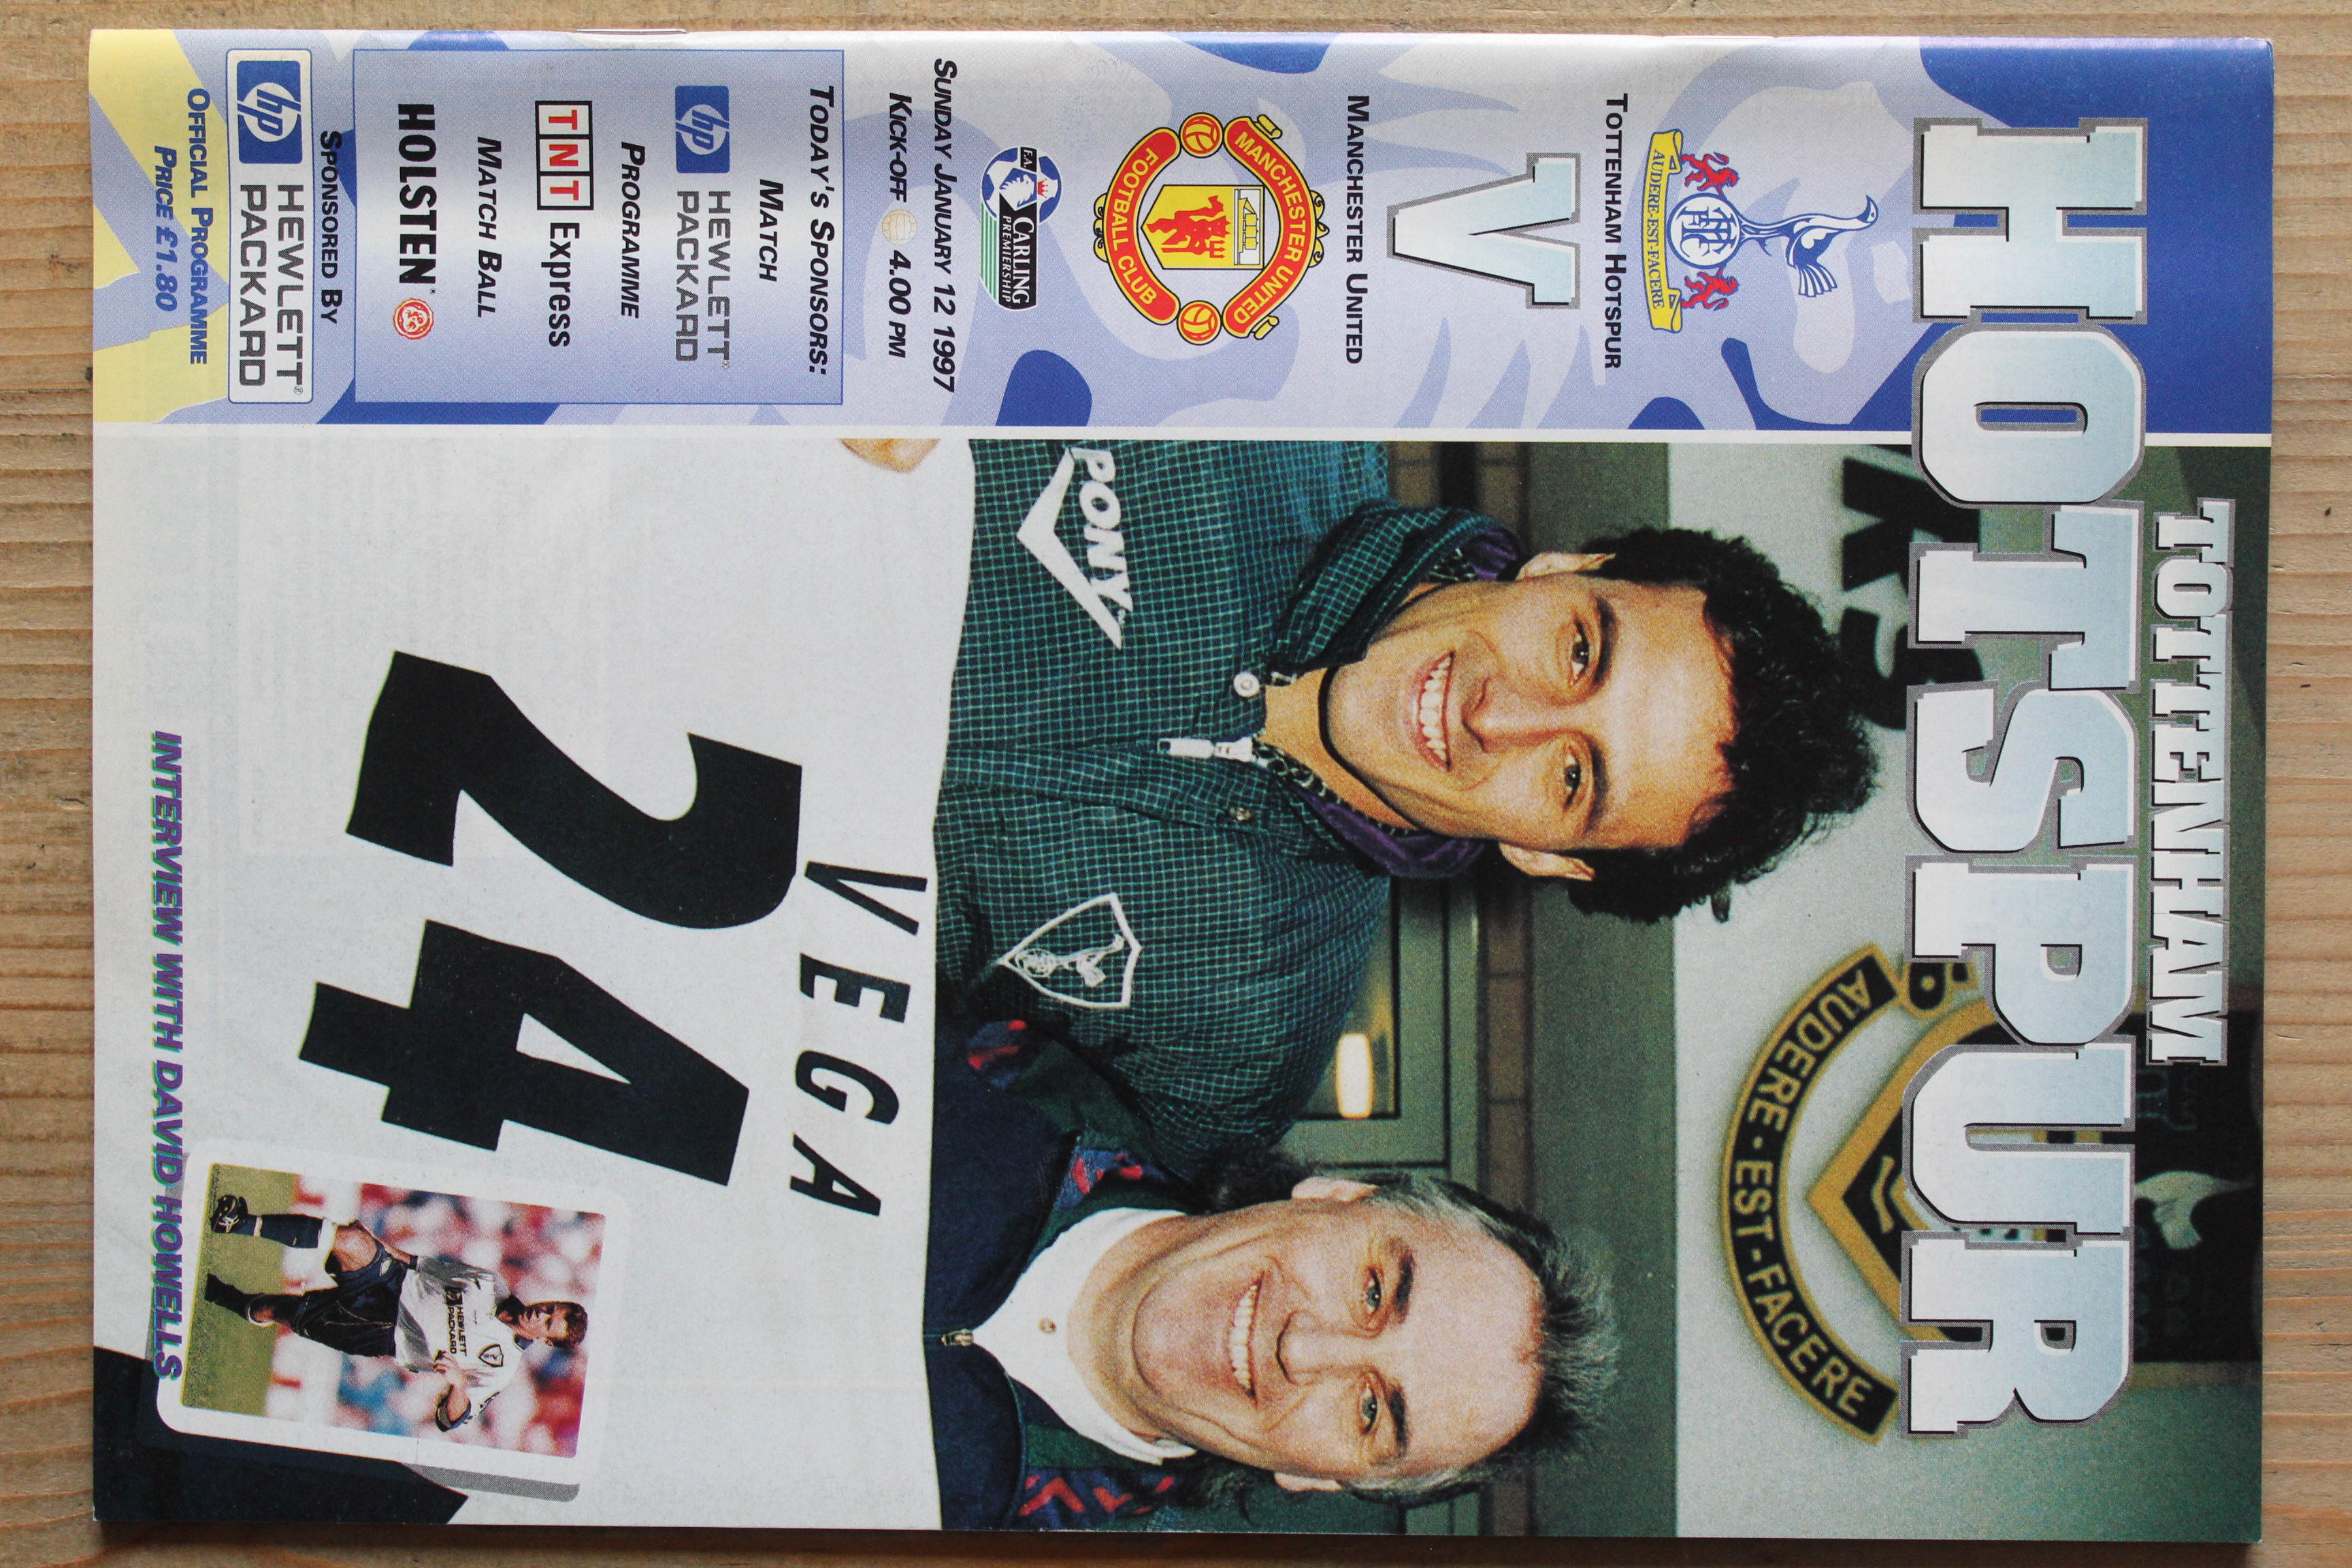 TOTTENHAM
HOTSPUR
AUDERE·EST·FACERE
TOTTENHAM HOTSPUR
V
MANCHESTER UNITED
MANCHESTER UNITED
FOOTBALL CLUB
F.A.
CARLING
PREMIERSHIP
SUNDAY JANUARY 12 1997
KICK-OFF 4.00 PM
TODAY'S SPONSORS:
MATCH
hp HEWLETT®
PACKARD
PROGRAMME
TNT Express
MATCH BALL
HOLSTEN
SPONSORED BY
hp HEWLETT®
PACKARD
OFFICIAL PROGRAMME
PRICE £1.80
AUDERE·EST·FACERE
PONY
VEGA
24
HEWLETT
PACKARD
INTERVIEW WITH DAVID HOWELLS